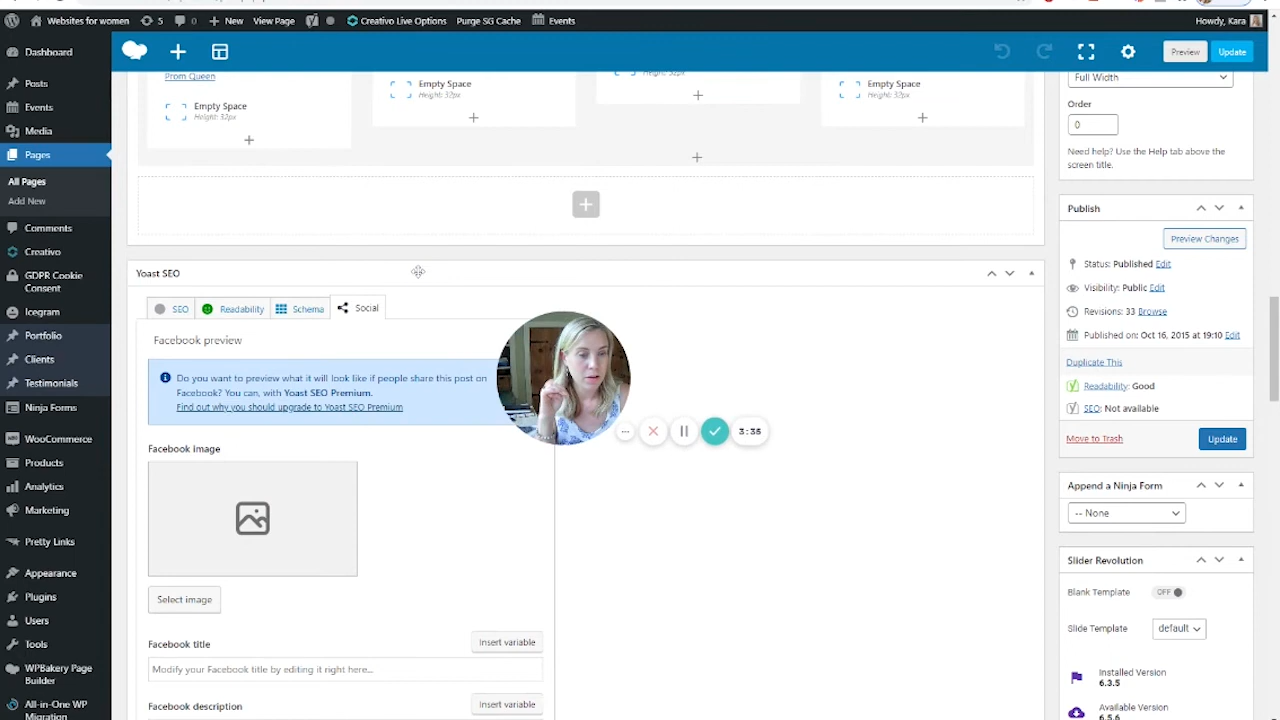 Websites for women
5
0
New
View Page
Creativo Live Options
Purge SG Cache
Events
Howdy, Kara
Dashboard
Posts
Events
Media
Pages
All Pages
Add New
Comments
Creativo
GDPR Cookie
Consent
Icegram
Portfolio
Clients
Testimonials
Ninja Forms
WooCommerce
Products
Analytics
Marketing
Pretty Links
Appearance
Plugins
Users
Tools
WPBakery Page
Builder
All-in-One WP
Migration
Preview
Update
Prom Queen
Empty Space
Height: 32px
Empty Space
Height: 32px
Height: 32px
Empty Space
Height: 32px
Yoast SEO
SEO
Readability
Schema
Social
Facebook preview
Do you want to preview what it will look like if people share this post on
Facebook? You can, with Yoast SEO Premium.
Find out why you should upgrade to Yoast SEO Premium
3:35
Facebook image
Select image
Facebook title
Insert variable
Modify your Facebook title by editing it right here...
Facebook description
Insert variable
Full Width
Order
0
Need help? Use the Help tab above the
screen title.
Publish
Preview Changes
Status: Published Edit
Visibility: Public Edit
Revisions: 33 Browse
Published on: Oct 16, 2015 at 19:10 Edit
Duplicate This
Readability: Good
SEO: Not available
Move to Trash
Update
Append a Ninja Form
-- None
Slider Revolution
Blank Template
OFF
Slide Template
default
Installed Version
6.3.5
Available Version
6.5.6